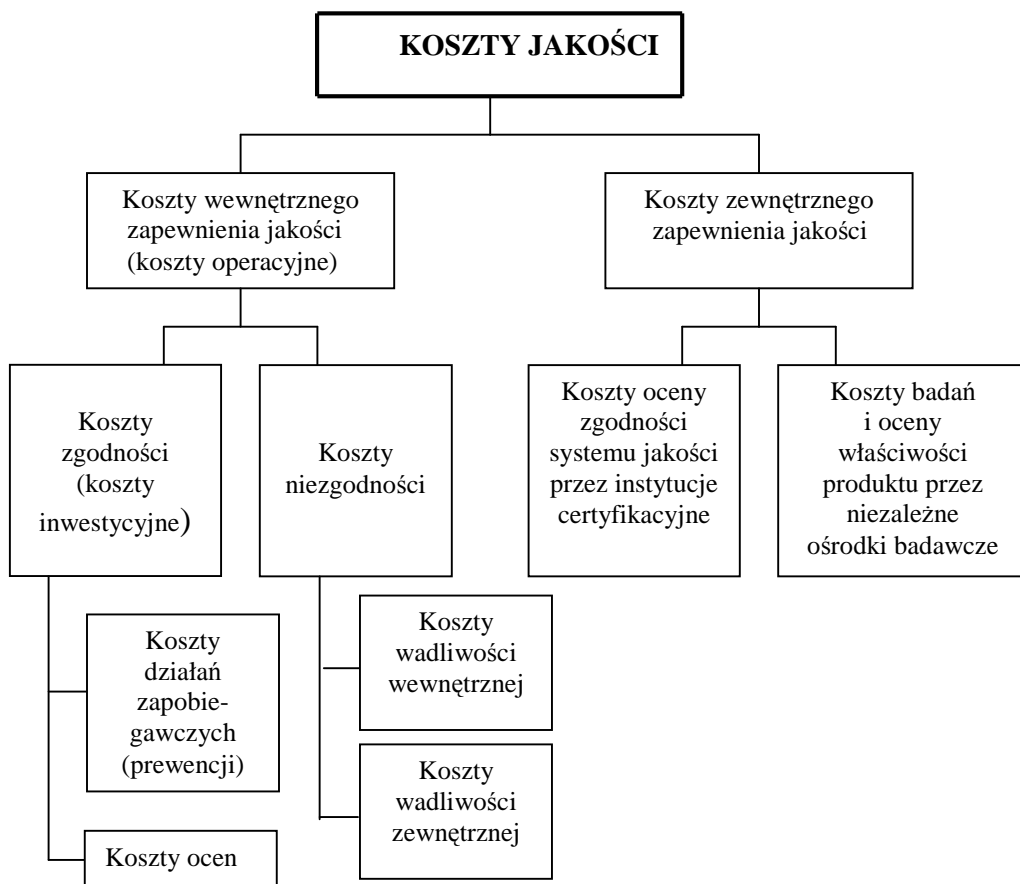 KOSZTY JAKOŚCI
Koszty wewnętrznego
zapewnienia jakości
(koszty operacyjne)
Koszty zewnętrznego
zapewnienia jakości
Koszty
zgodności
(koszty
inwestycyjne)
Koszty
niezgodności
Koszty oceny
zgodności
systemu jakości
przez instytucje
certyfikacyjne
Koszty badań
i oceny
właściwości
produktu przez
niezależne
ośrodki badawcze
Koszty
działań
zapobie-
gawczych
(prewencji)
Koszty ocen
Koszty
wadliwości
wewnętrznej
Koszty
wadliwości
zewnętrznej